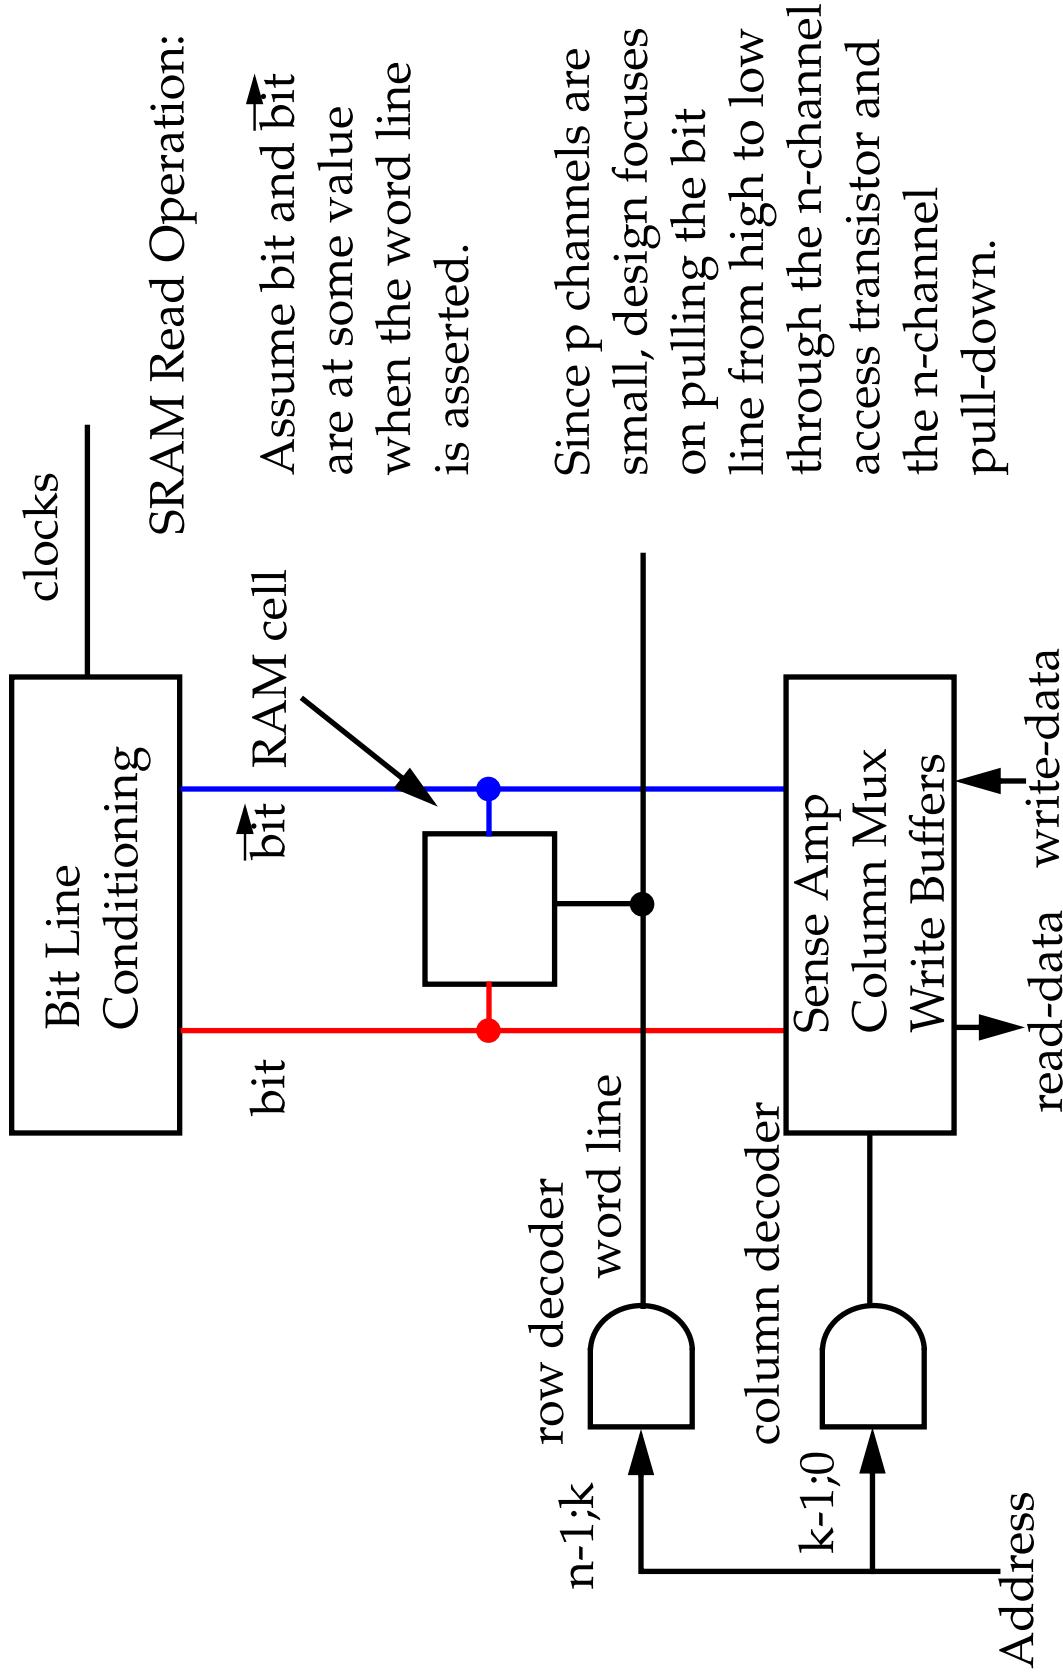 Bit Line
Conditioning
clocks
SRAM Read Operation:
bit
bit
RAM cell
Assume bit and bit
are at some value
when the word line
is asserted.
row decoder
word line
n-1;k
Since p channels are
small, design focuses
on pulling the bit
line from high to low
through the n-channel
access transistor and
the n-channel
pull-down.
column decoder
k-1;0
Sense Amp
Column Mux
Write Buffers
Address
read-data
write-data